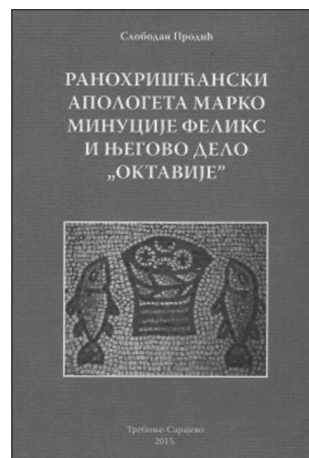 Слободан Продић
РАНОХРИШЋАНСКИ
АПОЛОГЕТА МАРКО
МИНУЦИЈЕ ФЕЛИКС
И ЊЕГОВО ДЕЛО
„ОКТАВИЈЕ”
Требиње-Сарајево
2015.